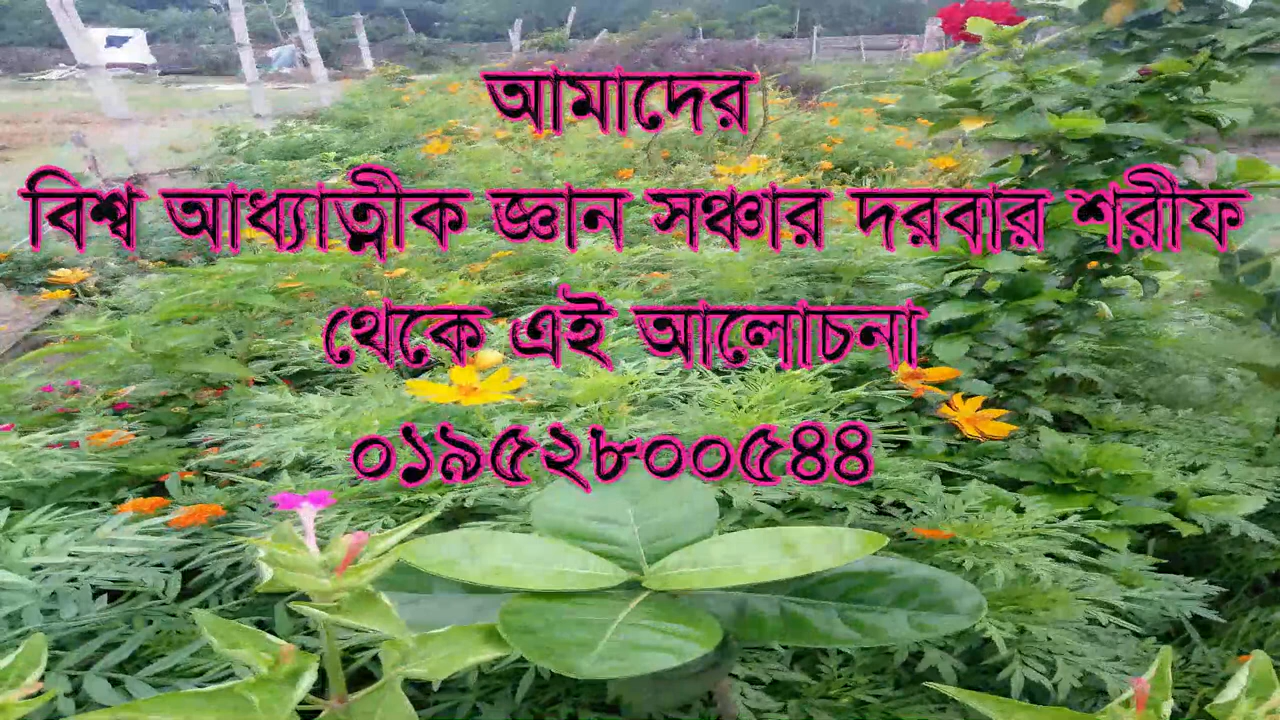 আমাদের
বিশ্ব আধ্যাত্নীক জ্ঞান সঞ্চার দরবার শরীফ
থেকে এই আলোচনা
০১৯৫২৮০০৫৪৪